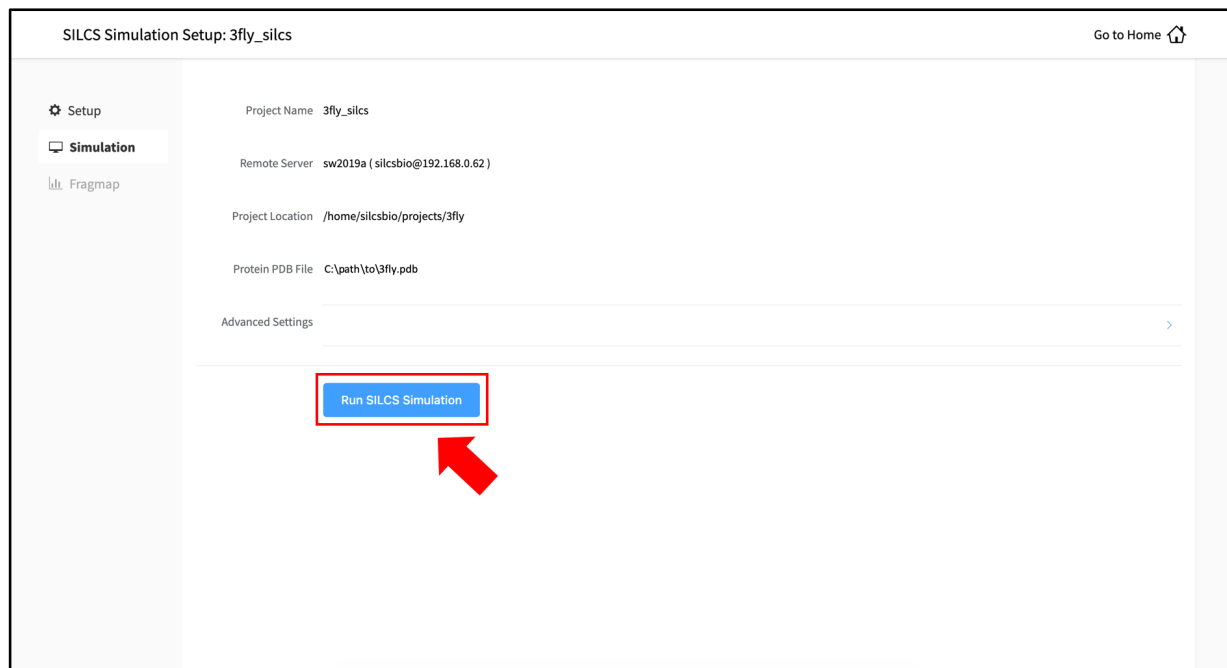 SILCS Simulation Setup: 3fly_silcs
Go to Home
Setup
Simulation
Fragmap
Project Name 3fly_silcs
Remote Server sw2019a ( silcsbio@192.168.0.62 )
Project Location /home/silcsbio/projects/3fly
Protein PDB File C:\path\to\3fly.pdb
Advanced Settings
Run SILCS Simulation